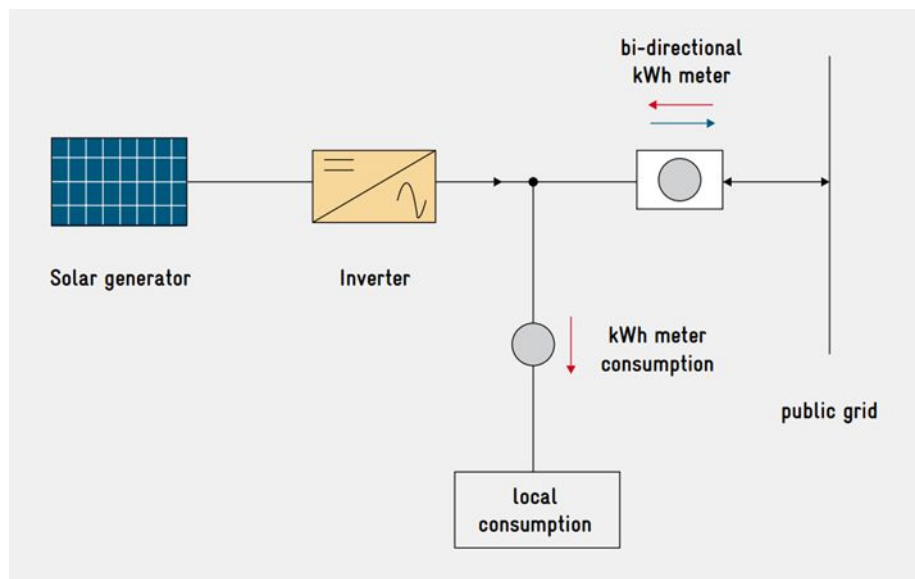 bi-directional
kWh meter
Solar generator
Inverter
kWh meter
consumption
public grid
local
consumption